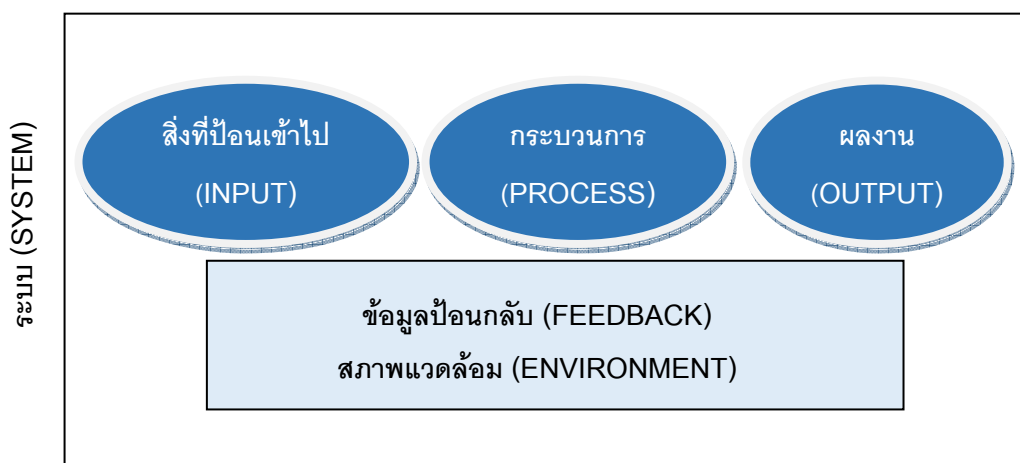 ระบบ (SYSTEM)
สิ่งที่ป้อนเข้าไป
(INPUT)
กระบวนการ
(PROCESS)
ผลงาน
(OUTPUT)
ข้อมูลป้อนกลับ (FEEDBACK)
สภาพแวดล้อม (ENVIRONMENT)